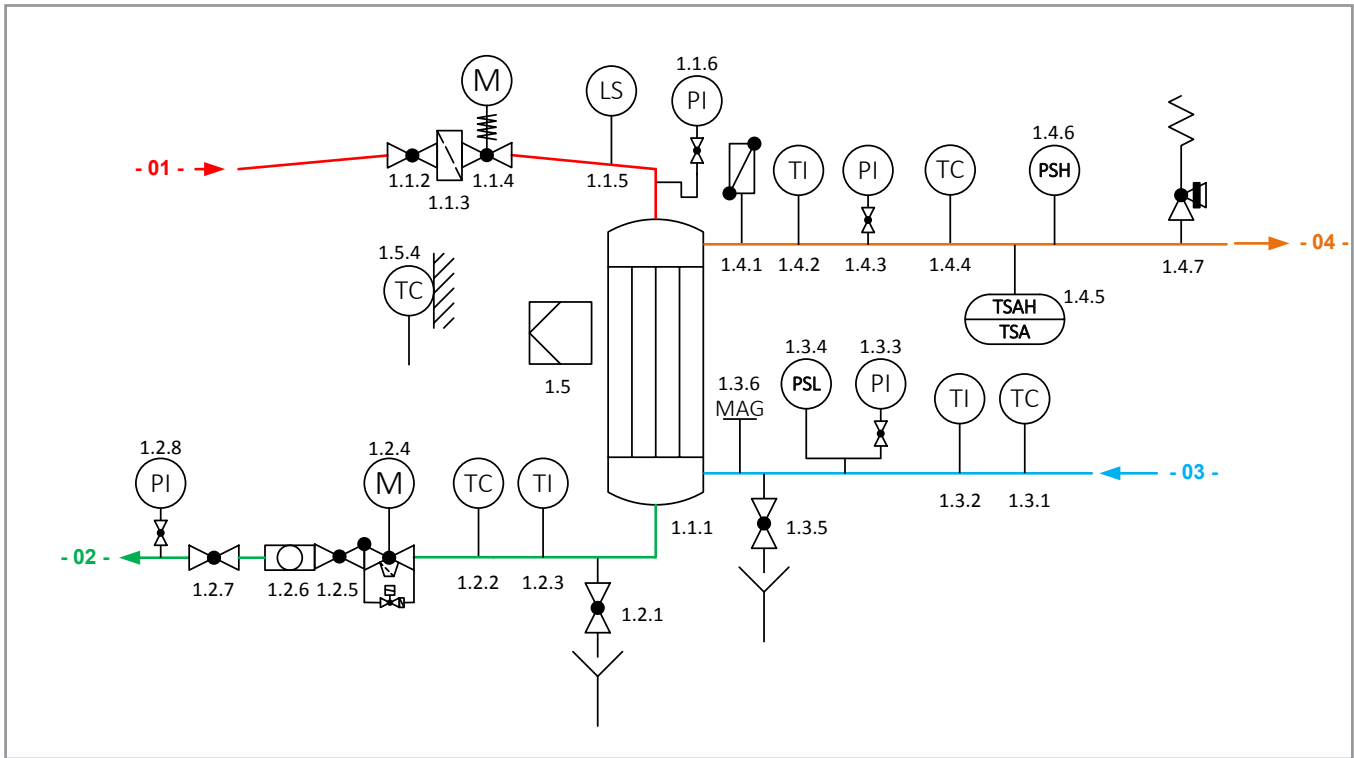 M
LS
1.1.6
PI
- 01 -
1.1.2
1.1.4
1.1.3
1.1.5
1.4.6
TI
PI
TC
PSH
- 04 -
1.4.1
1.4.2
1.4.3
1.4.4
1.4.7
1.5.4
TC
TSAH
TSA
1.4.5
1.5
1.3.4
1.3.3
1.3.6
MAG
PSL
PI
TI
TC
- 03 -
1.3.2
1.3.1
1.1.1
1.3.5
1.2.8
1.2.4
PI
M
TC
TI
- 02 -
1.2.7
1.2.6
1.2.5
1.2.2
1.2.3
1.2.1